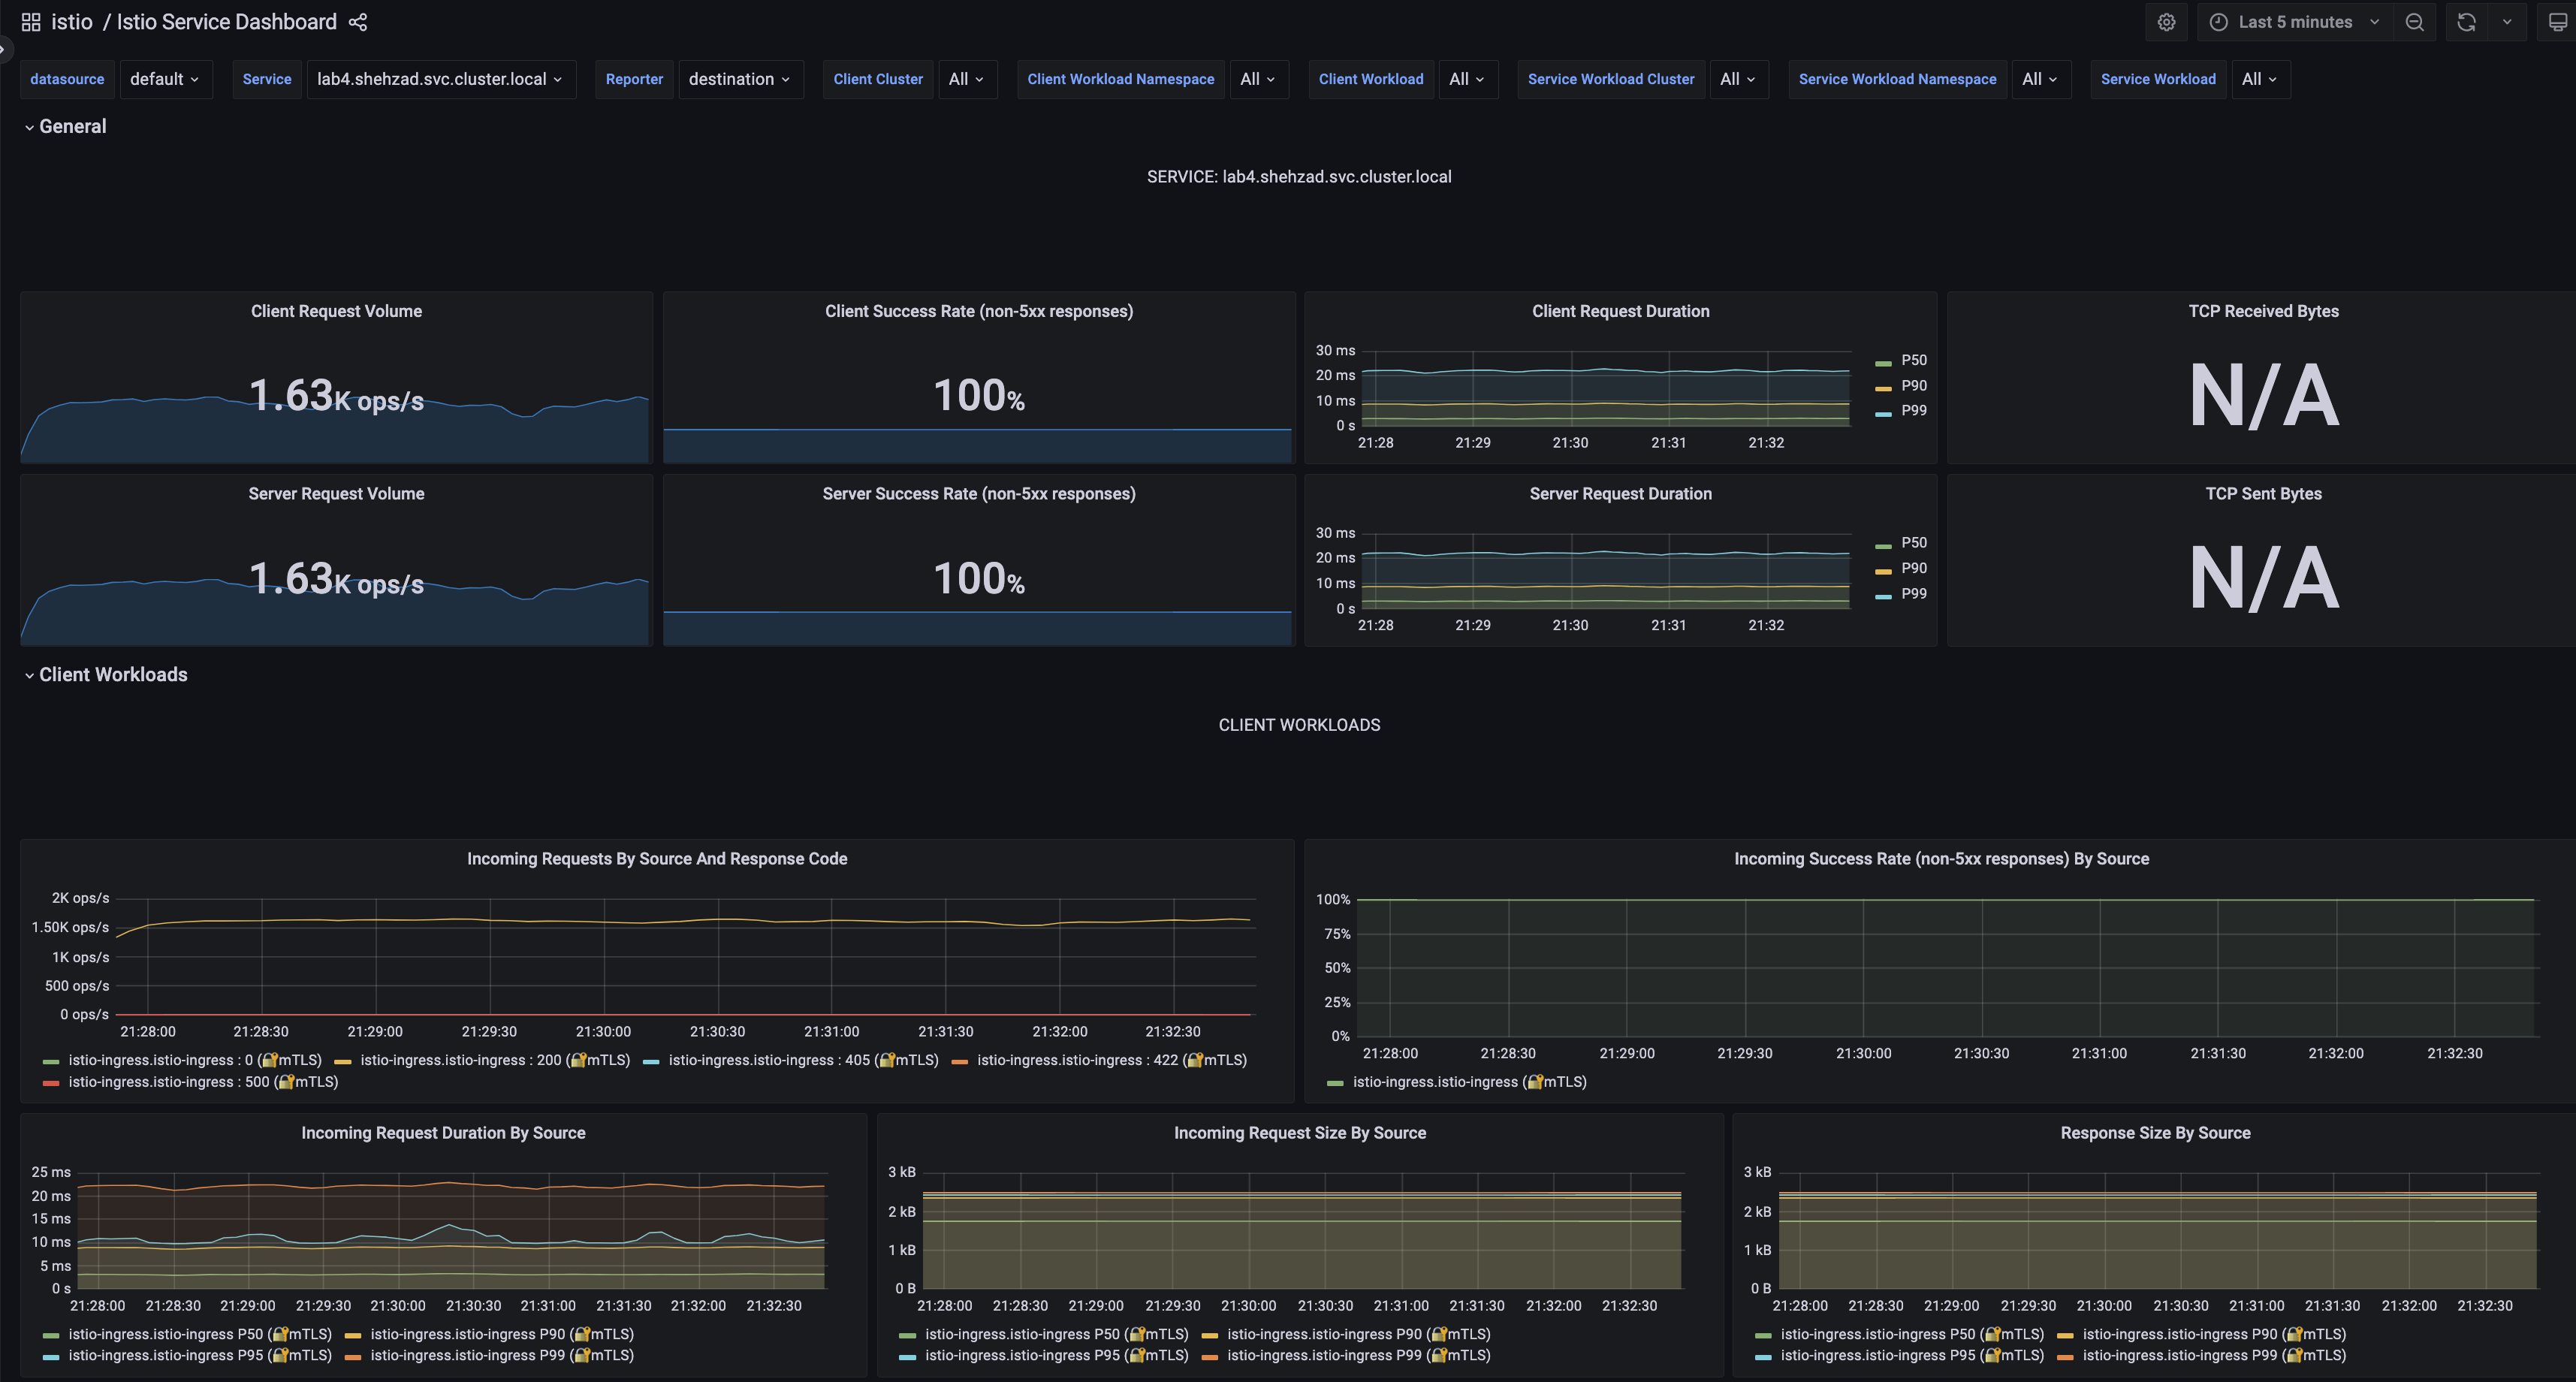 istio / Istio Service Dashboard
Last 5 minutes
datasource default Service lab4.shehzad.svc.cluster.local Reporter destination Client Cluster All Client Workload Namespace All Client Workload All Service Workload Cluster All Service Workload Namespace All Service Workload All
General
SERVICE: lab4.shehzad.svc.cluster.local
Client Request Volume
1.63K ops/s
Client Success Rate (non-5xx responses)
100%
Client Request Duration
30 ms
20 ms
10 ms
0 s
21:28 21:29 21:30 21:31 21:32
P50
P90
P99
TCP Received Bytes
N/A
Server Request Volume
1.63K ops/s
Server Success Rate (non-5xx responses)
100%
Server Request Duration
30 ms
20 ms
10 ms
0 s
21:28 21:29 21:30 21:31 21:32
P50
P90
P99
TCP Sent Bytes
N/A
Client Workloads
CLIENT WORKLOADS
Incoming Requests By Source And Response Code
2K ops/s
1.50K ops/s
1K ops/s
500 ops/s
0 ops/s
21:28:00 21:28:30 21:29:00 21:29:30 21:30:00 21:30:30 21:31:00 21:31:30 21:32:00 21:32:30
istio-ingress.istio-ingress : 0 (🔐mTLS) istio-ingress.istio-ingress : 200 (🔐mTLS) istio-ingress.istio-ingress : 405 (🔐mTLS) istio-ingress.istio-ingress : 422 (🔐mTLS)
istio-ingress.istio-ingress : 500 (🔐mTLS)
Incoming Success Rate (non-5xx responses) By Source
100%
75%
50%
25%
0%
21:28:00 21:28:30 21:29:00 21:29:30 21:30:00 21:30:30 21:31:00 21:31:30 21:32:00 21:32:30
istio-ingress.istio-ingress (🔐mTLS)
Incoming Request Duration By Source
25 ms
20 ms
15 ms
10 ms
5 ms
0 s
21:28:00 21:28:30 21:29:00 21:29:30 21:30:00 21:30:30 21:31:00 21:31:30 21:32:00 21:32:30
istio-ingress.istio-ingress P50 (🔐mTLS) istio-ingress.istio-ingress P90 (🔐mTLS)
istio-ingress.istio-ingress P95 (🔐mTLS) istio-ingress.istio-ingress P99 (🔐mTLS)
Incoming Request Size By Source
3 kB
2 kB
1 kB
0 B
21:28:00 21:28:30 21:29:00 21:29:30 21:30:00 21:30:30 21:31:00 21:31:30 21:32:00 21:32:30
istio-ingress.istio-ingress P50 (🔐mTLS) istio-ingress.istio-ingress P90 (🔐mTLS)
istio-ingress.istio-ingress P95 (🔐mTLS) istio-ingress.istio-ingress P99 (🔐mTLS)
Response Size By Source
3 kB
2 kB
1 kB
0 B
21:28:00 21:28:30 21:29:00 21:29:30 21:30:00 21:30:30 21:31:00 21:31:30 21:32:00 21:32:30
istio-ingress.istio-ingress P50 (🔐mTLS) istio-ingress.istio-ingress P90 (🔐mTLS)
istio-ingress.istio-ingress P95 (🔐mTLS) istio-ingress.istio-ingress P99 (🔐mTLS)